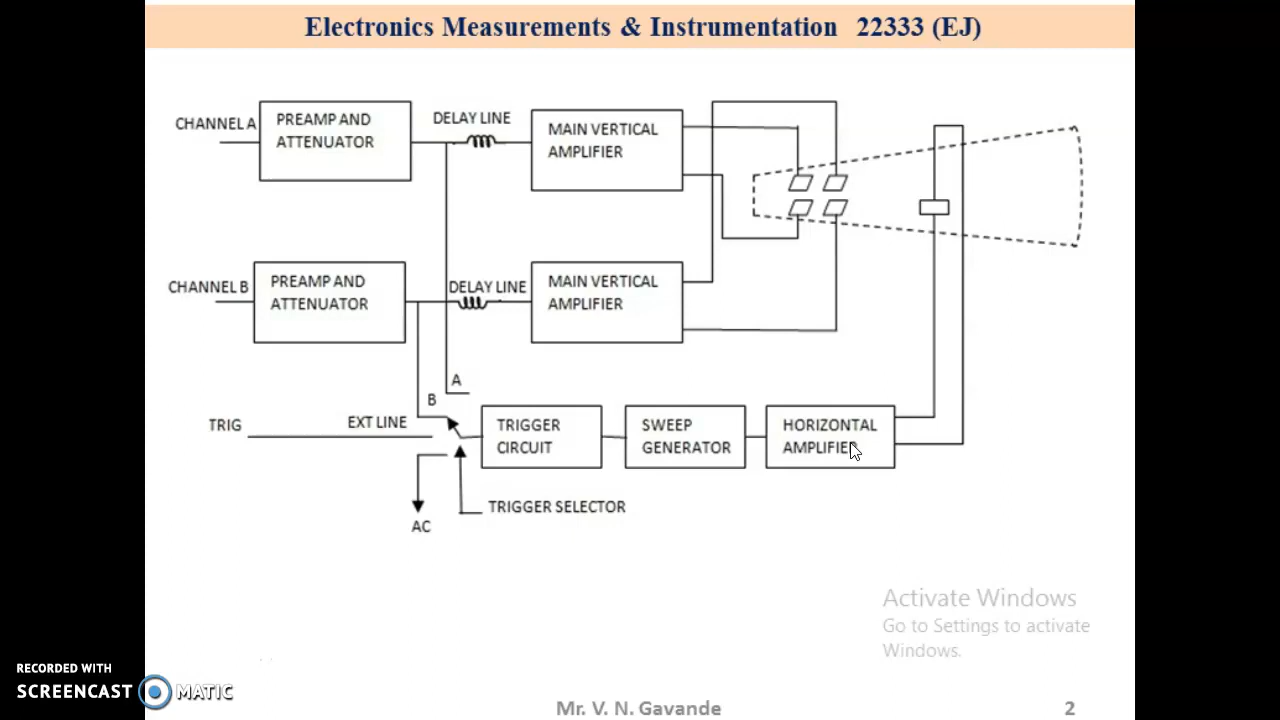 Electronics Measurements & Instrumentation 22333 (EJ)
CHANNEL A
PREAMP AND
ATTENUATOR
DELAY LINE
MAIN VERTICAL
AMPLIFIER
CHANNEL B
PREAMP AND
ATTENUATOR
DELAY LINE
MAIN VERTICAL
AMPLIFIER
A
B
TRIG
EXT LINE
TRIGGER
CIRCUIT
SWEEP
GENERATOR
HORIZONTAL
AMPLIFIER
TRIGGER SELECTOR
AC
Activate Windows
Go to Settings to activate
Windows.
RECORDED WITH
SCREENCAST MATIC
Mr. V. N. Gavande
2